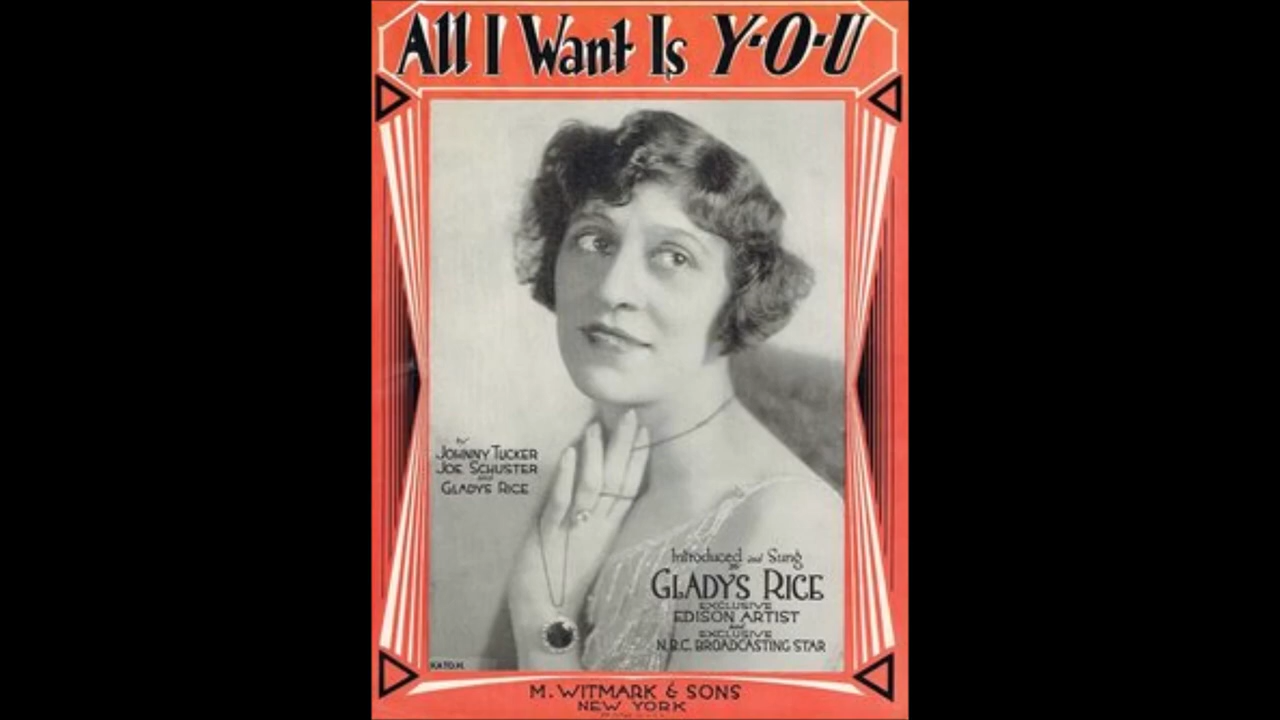 All I Want Is Y-O-U
by
JOHNNY TUCKER
JOE SCHUSTER
and
GLADYS RICE
Introduced and Sung
by
GLADYS RICE
EXCLUSIVE
EDISON ARTIST
and
EXCLUSIVE
N.B.C. BROADCASTING STAR
M. WITMARK & SONS
NEW YORK